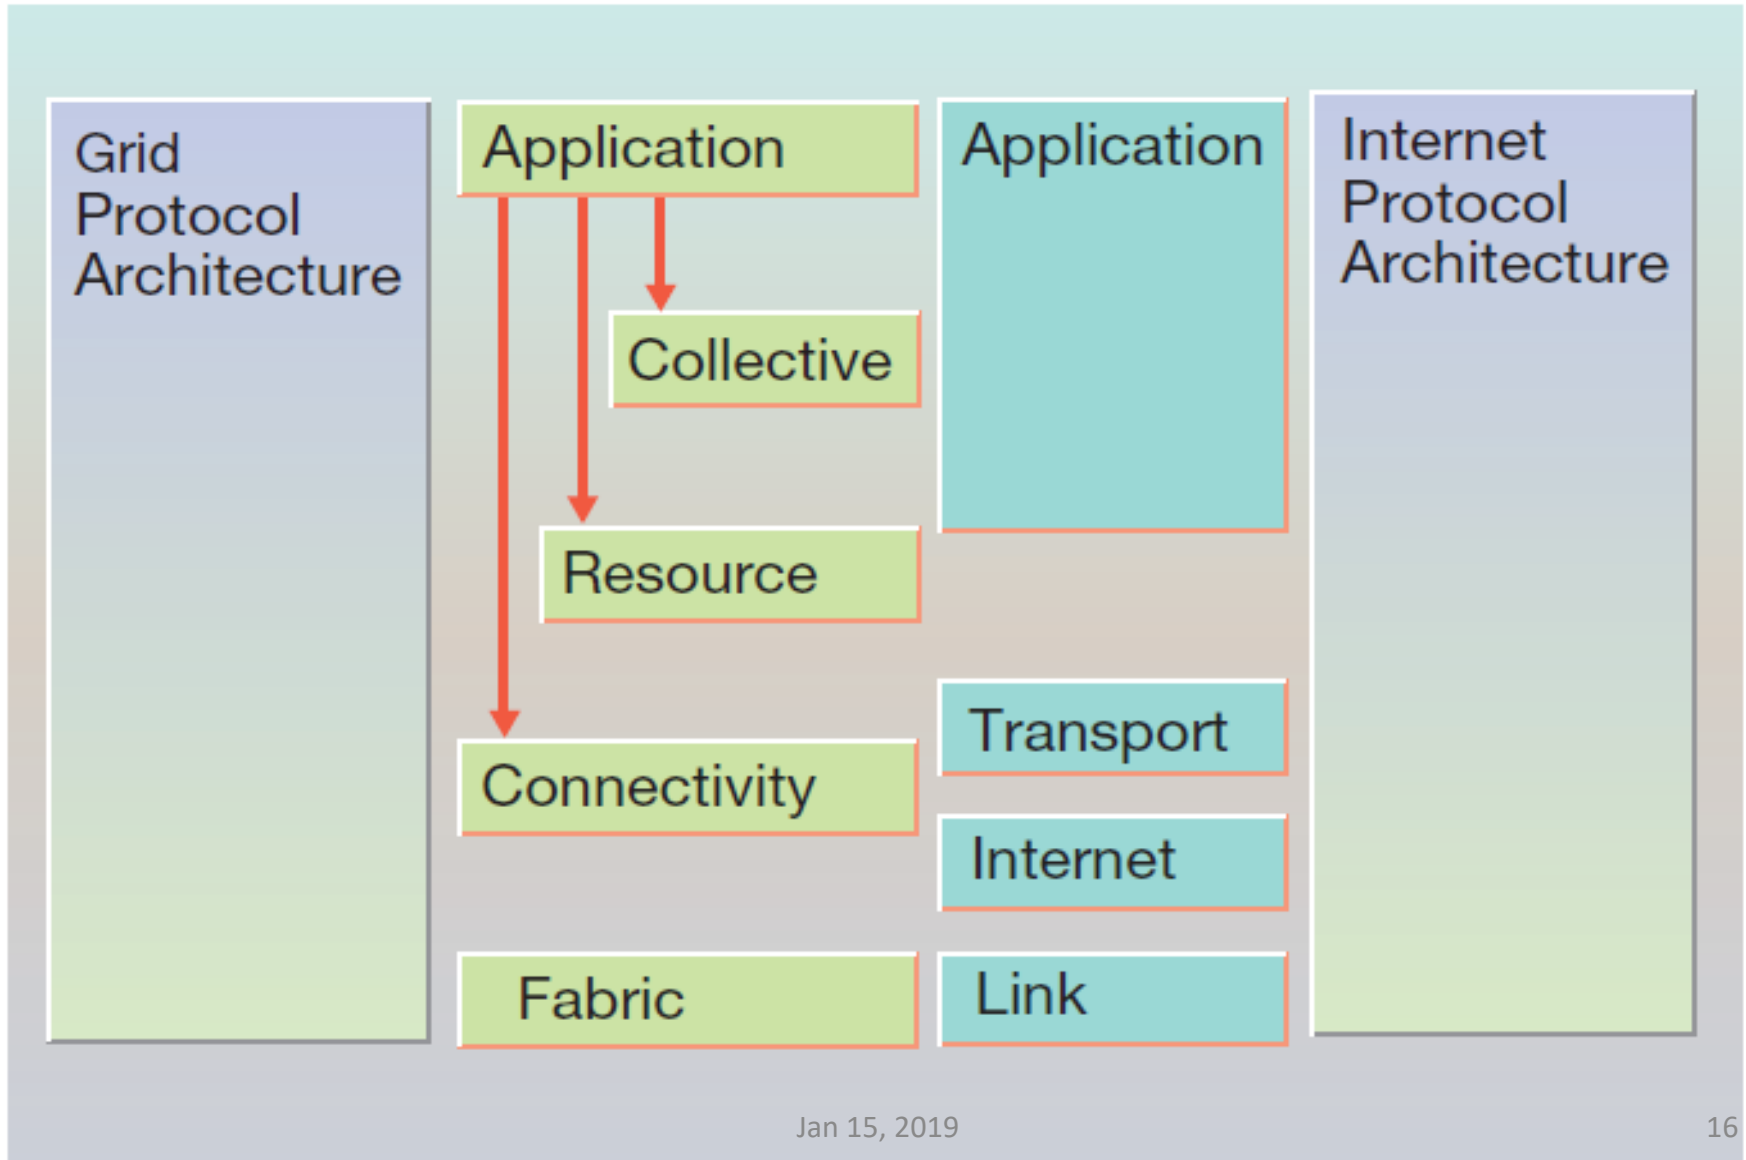 Grid
Protocol
Architecture
Application
Collective
Resource
Connectivity
Fabric
Application
Transport
Internet
Link
Internet
Protocol
Architecture
Jan 15, 2019
16